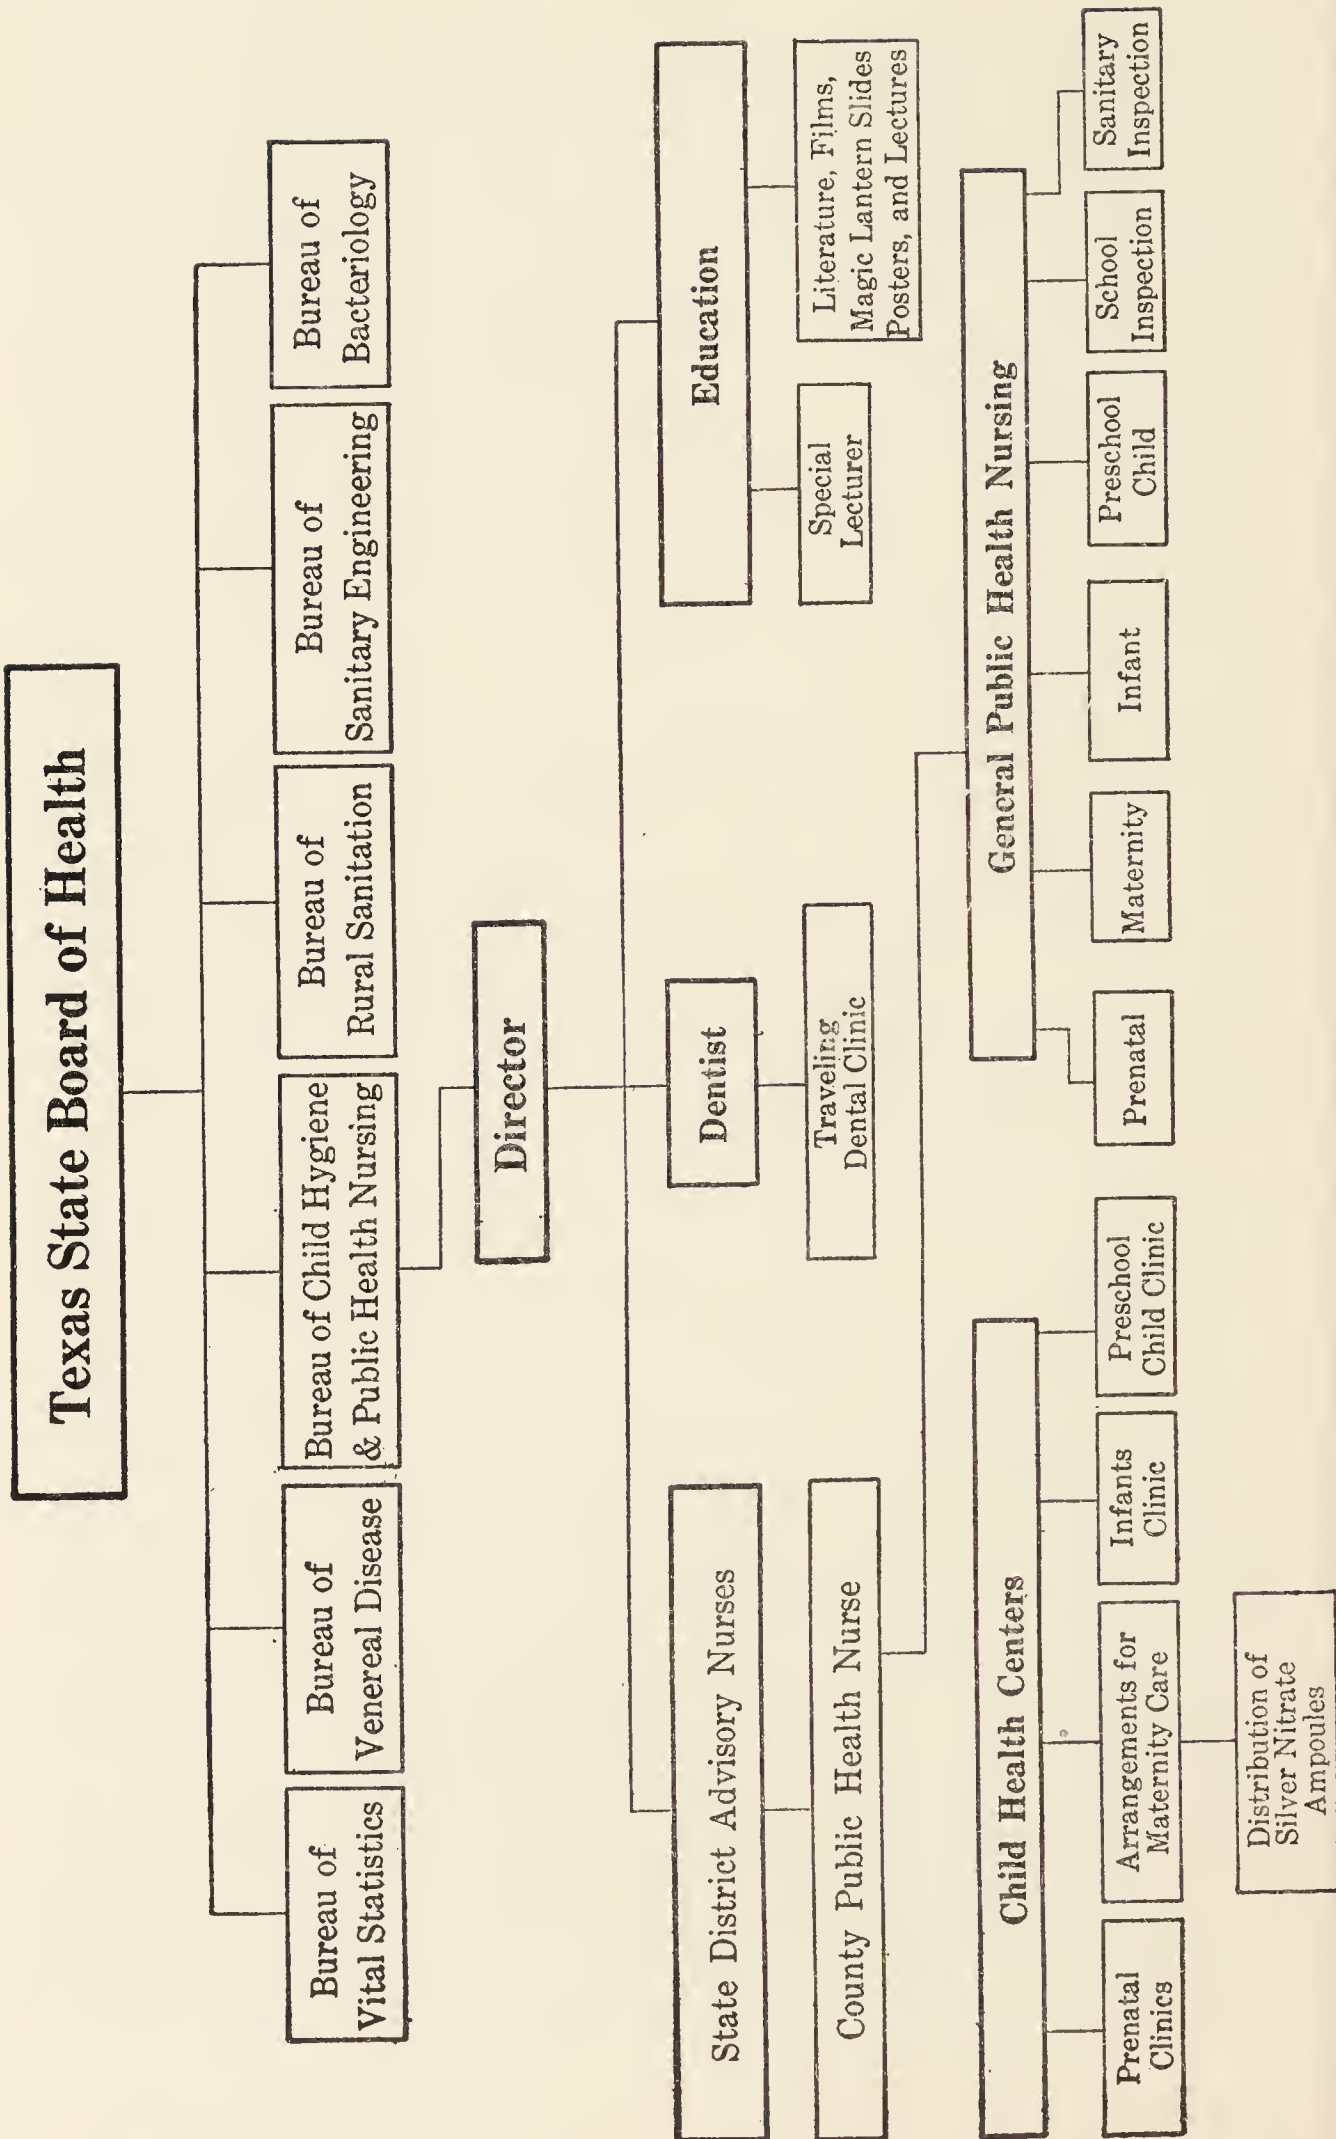 Texas State Board of Health
Bureau of
Vital Statistics
Bureau of
Venereal Disease
Bureau of Child Hygiene
& Public Health Nursing
Bureau of
Rural Sanitation
Bureau of
Sanitary Engineering
Bureau of
Bacteriology
Director
State District Advisory Nurses
Dentist
Education
County Public Health Nurse
Traveling
Dental Clinic
Special
Lecturer
Literature, Films,
Magic Lantern Slides
Posters, and Lectures
Child Health Centers
General Public Health Nursing
Prenatal
Clinics
Arrangements for
Maternity Care
Infants
Clinic
Preschool
Child Clinic
Prenatal
Maternity
Infant
Preschool
Child
School
Inspection
Sanitary
Inspection
Distribution of
Silver Nitrate
Ampoules